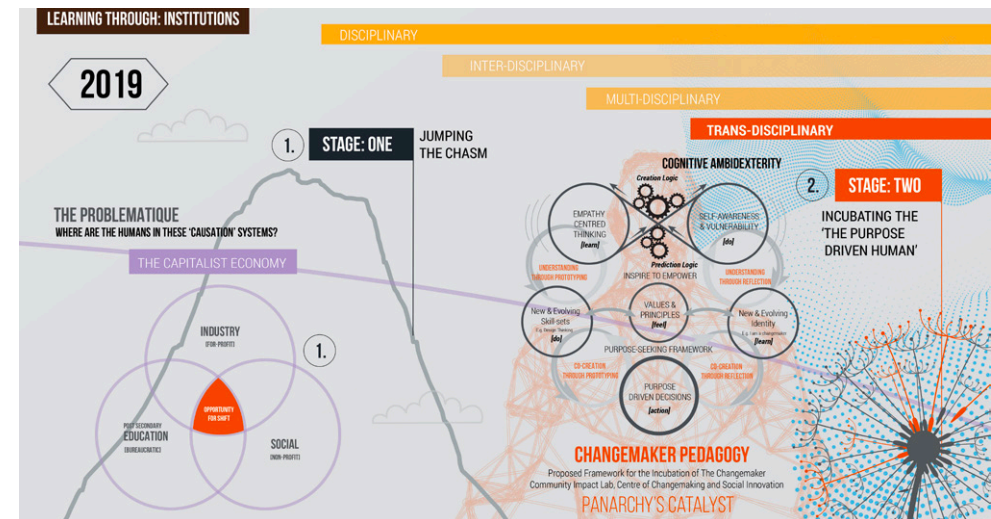 LEARNING THROUGH: INSTITUTIONS
2019
DISCIPLINARY
INTER-DISCIPLINARY
MULTI-DISCIPLINARY
TRANS-DISCIPLINARY
1.
STAGE: ONE
JUMPING
THE CHASM
THE PROBLEMATIQUE
WHERE ARE THE HUMANS IN THESE 'CAUSATION' SYSTEMS?
THE CAPITALIST ECONOMY
INDUSTRY
(FOR-PROFIT)
1.
OPPORTUNITY
FOR SHIFT
POST SECONDARY
EDUCATION
(BUREAUCRATIC)
SOCIAL
(NON-PROFIT)
COGNITIVE AMBIDEXTERITY
Creation Logic
EMPATHY
CENTRED
THINKING
[learn]
SELF-AWARENESS
& VULNERABILITY
[do]
Prediction Logic
INSPIRE TO EMPOWER
UNDERSTANDING
THROUGH PROTOTYPING
UNDERSTANDING
THROUGH REFLECTION
New & Evolving
Skill-sets
E.g. Design Thinking
[do]
VALUES &
PRINCIPLES
[feel]
New & Evolving -
Identity
[learn]
PURPOSE-SEEKING FRAMEWORK
CO-CREATION
THROUGH PROTOTYPING
CO-CREATION
THROUGH REFLECTION
PURPOSE
DRIVEN DECISIONS
[action]
CHANGEMAKER PEDAGOGY
Proposed Framework for the Incubation of The Changemaker
Community Impact Lab, Centre of Changemaking and Social Innovation
PANARCHY'S CATALYST
2.
STAGE: TWO
INCUBATING THE
'THE PURPOSE
DRIVEN HUMAN'